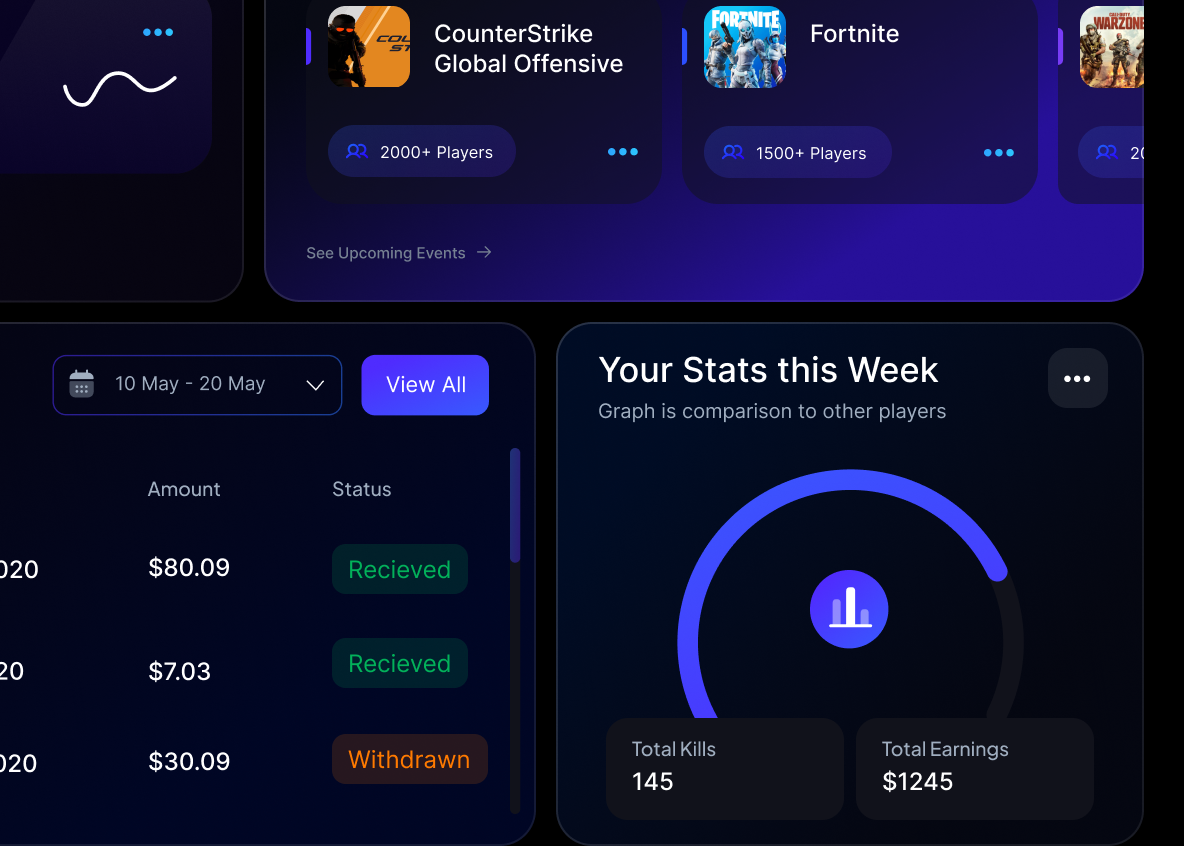 CounterStrike
Global Offensive
2000+ Players
FORTNITE
Fortnite
1500+ Players
WARZONE
See Upcoming Events
10 May - 20 May
View All
Amount
Status
020
$80.09
Recieved
20
$7.03
Recieved
020
$30.09
Withdrawn
Your Stats this Week
Graph is comparison to other players
Total Kills
145
Total Earnings
$1245